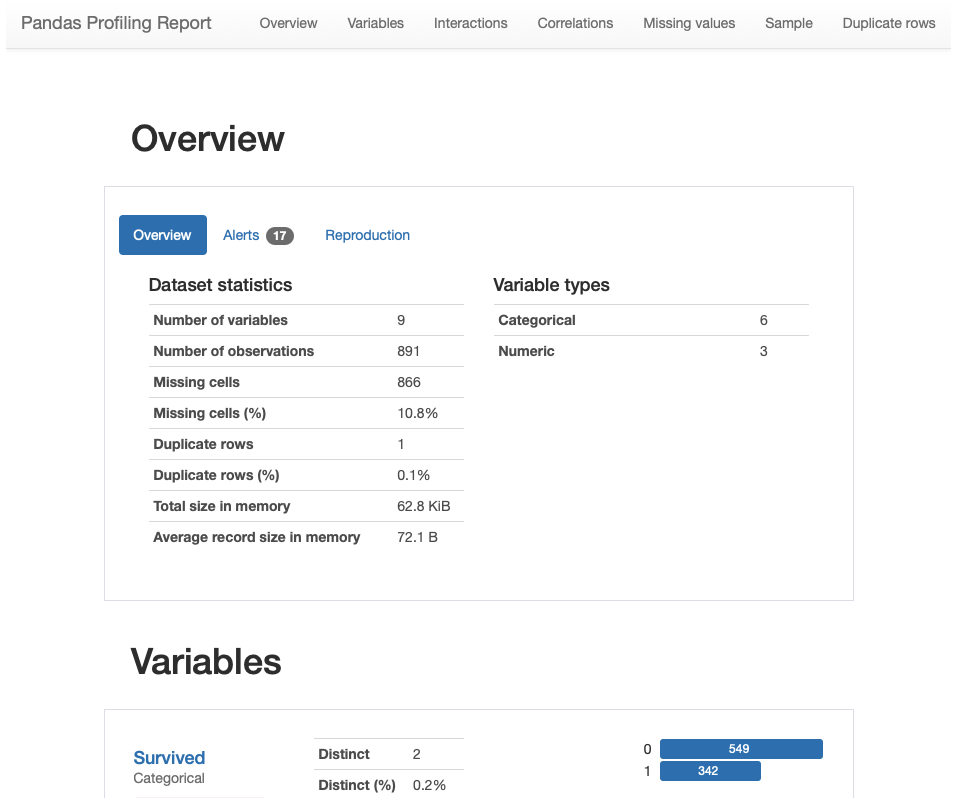 Pandas Profiling Report Overview Variables Interactions Correlations Missing values Sample Duplicate rows
Overview
Overview Alerts 17 Reproduction
Dataset statistics
Number of variables 9
Number of observations 891
Missing cells 866
Missing cells (%) 10.8%
Duplicate rows 1
Duplicate rows (%) 0.1%
Total size in memory 62.8 KiB
Average record size in memory 72.1 B
Variable types
Categorical 6
Numeric 3
Variables
Survived
Categorical
Distinct 2
Distinct (%) 0.2%
0 549
1 342